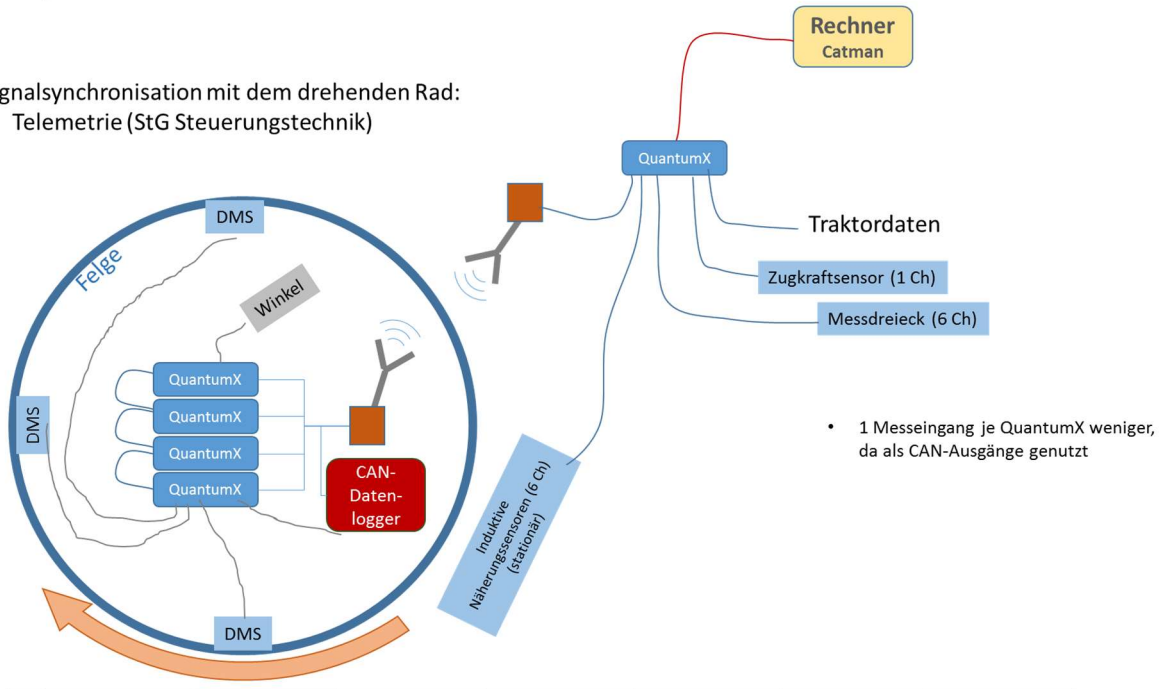 Rechner
Catman
gnalsynchronisation mit dem drehenden Rad:
Telemetrie (StG Steuerungstechnik)
QuantumX
DMS
Felge
Winkel
Traktordaten
Zugkraftsensor (1 Ch)
Messdreieck (6 Ch)
QuantumX
QuantumX
QuantumX
QuantumX
DMS
CAN-
Daten-
logger
Induktive
Näherungssensoren (6 Ch)
(stationär)
• 1 Messeingang je QuantumX weniger,
da als CAN-Ausgänge genutzt
DMS